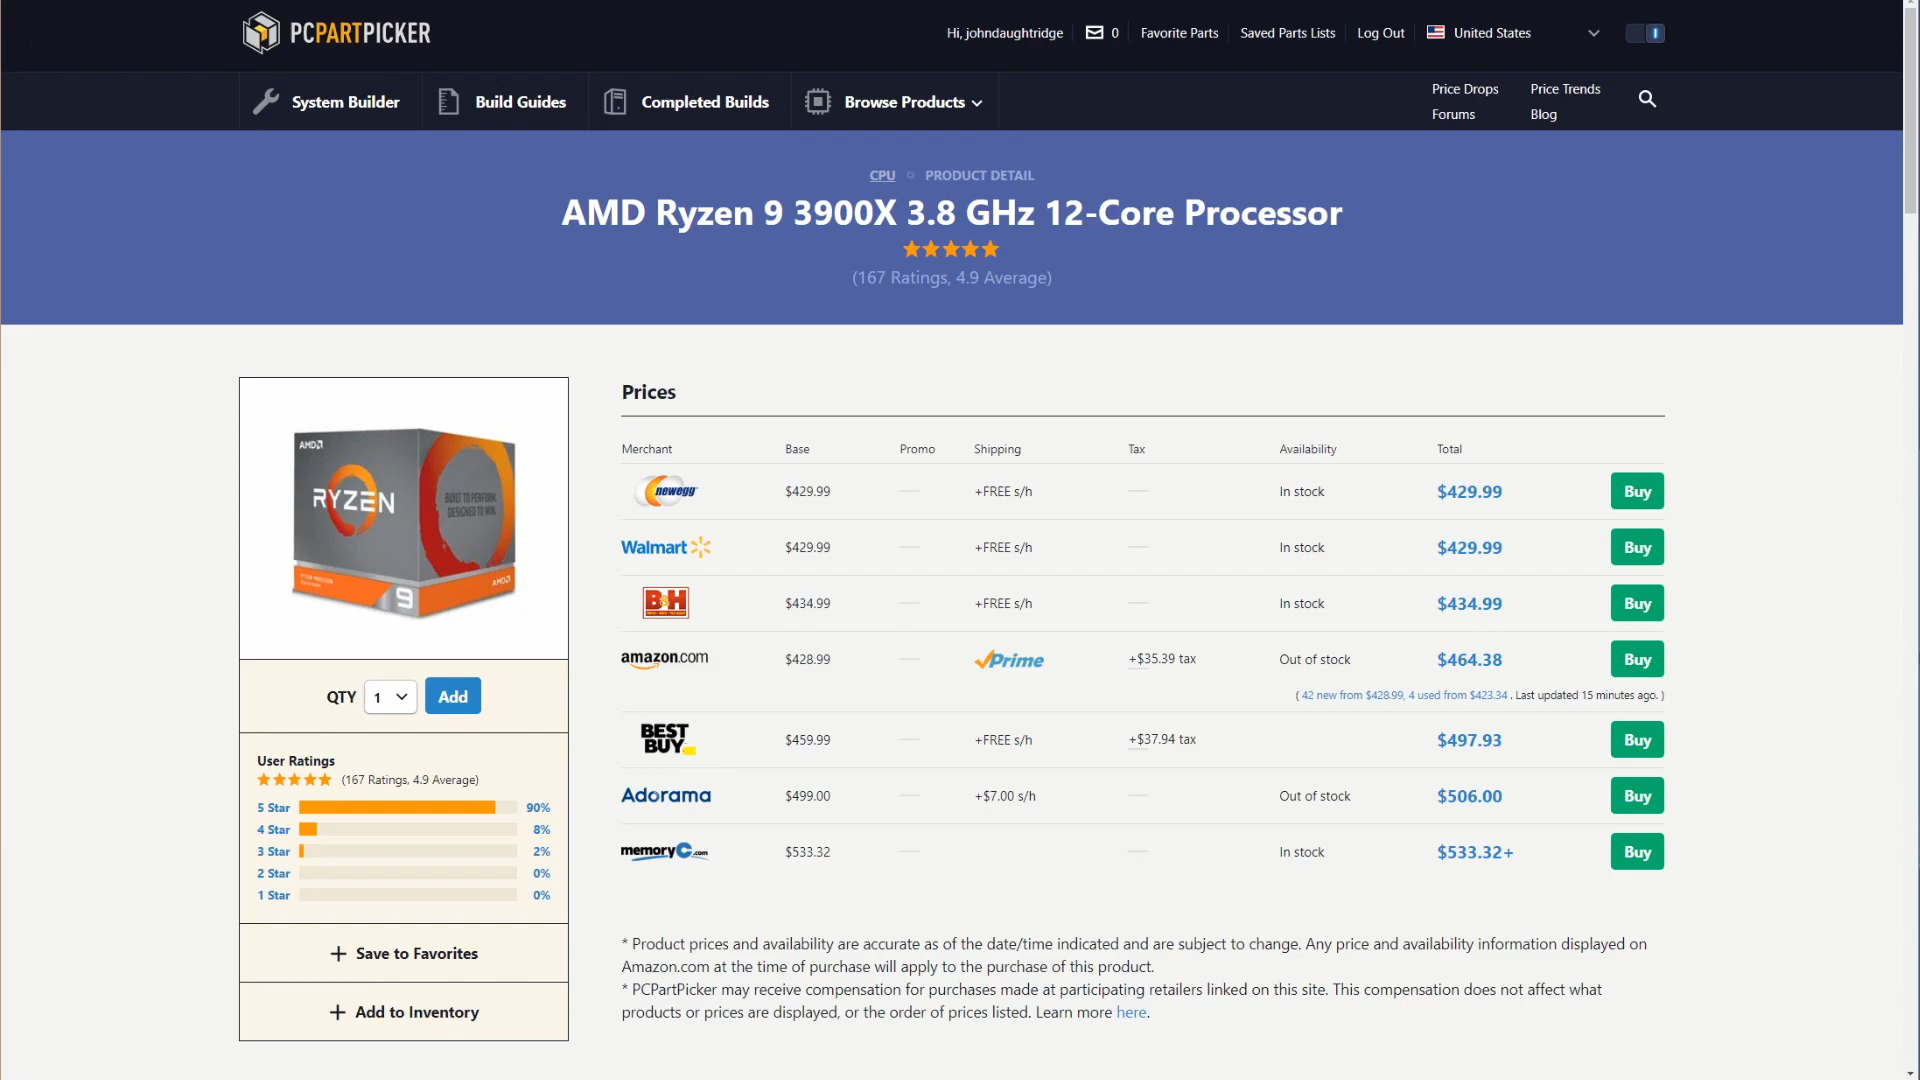 PCPARTPICKER
Hi, johndaughtridge
0
Favorite Parts
Saved Parts Lists
Log Out
United States
System Builder
Build Guides
Completed Builds
Browse Products
Price Drops
Price Trends
Forums
Blog
CPU PRODUCT DETAIL
AMD Ryzen 9 3900X 3.8 GHz 12-Core Processor
(167 Ratings, 4.9 Average)
AMD
RYZEN
BUILT TO PERFORM.
DESIGNED TO WIN.
AMD
9
QTY 1 Add
User Ratings
(167 Ratings, 4.9 Average)
5 Star 90%
4 Star 8%
3 Star 2%
2 Star 0%
1 Star 0%
+ Save to Favorites
+ Add to Inventory
Prices
Merchant Base Promo Shipping Tax Availability Total
newegg $429.99 — +FREE s/h — In stock $429.99 Buy
Walmart $429.99 — +FREE s/h — In stock $429.99 Buy
B&H $434.99 — +FREE s/h — In stock $434.99 Buy
amazon.com $428.99 — Prime +$35.39 tax Out of stock $464.38 Buy
( 42 new from $428.99, 4 used from $423.34 . Last updated 15 minutes ago. )
BEST BUY $459.99 — +FREE s/h +$37.94 tax $497.93 Buy
Adorama $499.00 — +$7.00 s/h — Out of stock $506.00 Buy
memoryC.com $533.32 — — In stock $533.32+ Buy
* Product prices and availability are accurate as of the date/time indicated and are subject to change. Any price and availability information displayed on
Amazon.com at the time of purchase will apply to the purchase of this product.
* PCPartPicker may receive compensation for purchases made at participating retailers linked on this site. This compensation does not affect what
products or prices are displayed, or the order of prices listed. Learn more here.